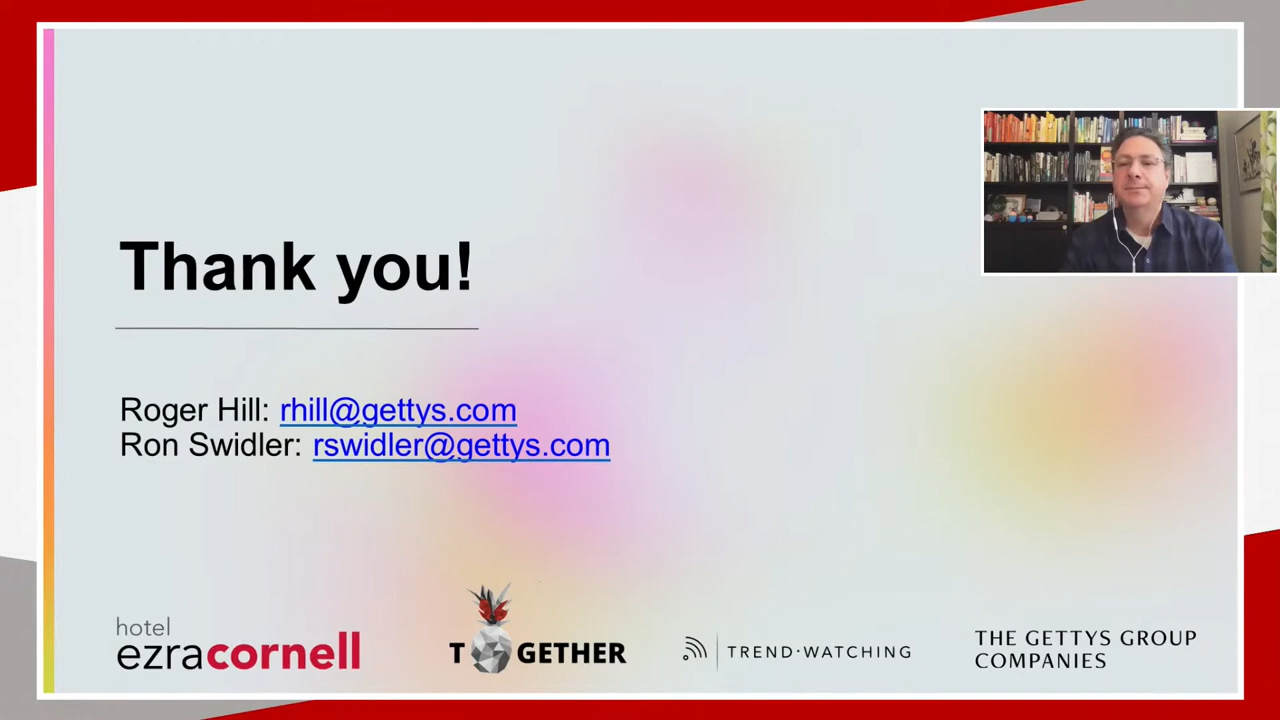 Thank you!
Roger Hill: rhill@gettys.com
Ron Swidler: rswidler@gettys.com
hotel
ezracornell
TOGETHER
TREND·WATCHING
THE GETTYS GROUP
COMPANIES